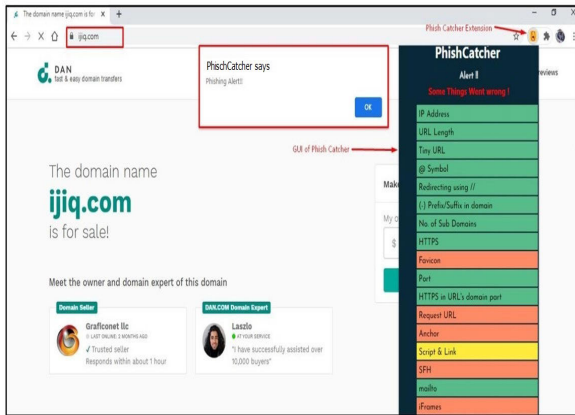 The domain name ijiq.com is for
ijiq.com
Phish Catcher Extension
DAN
fast & easy domain transfers
PhischCatcher says
Phishing Alert!!
OK
reviews
PhishCatcher
Alert !!
Some Things Went wrong !
GUI of Phish Catcher
IP Address
URL Length
Tiny URL
@ Symbol
Redirecting using //
(-) Prefix/Suffix in domain
No. of Sub Domains
HTTPS
Favicon
Port
HTTPS in URL's domain port
Request URL
Anchor
Script & Link
SFH
mailto
iFrames
The domain name
ijiq.com
is for sale!
Make
My o
$
Meet the owner and domain expert of this domain
Domain Seller
Graficonet llc
LAST ONLINE: 2 MONTHS AGO
✓ Trusted seller
Responds within about 1 hour
DAN.COM Domain Expert
Laszlo
AT YOUR SERVICE
"I have successfully assisted over
10,000 buyers"